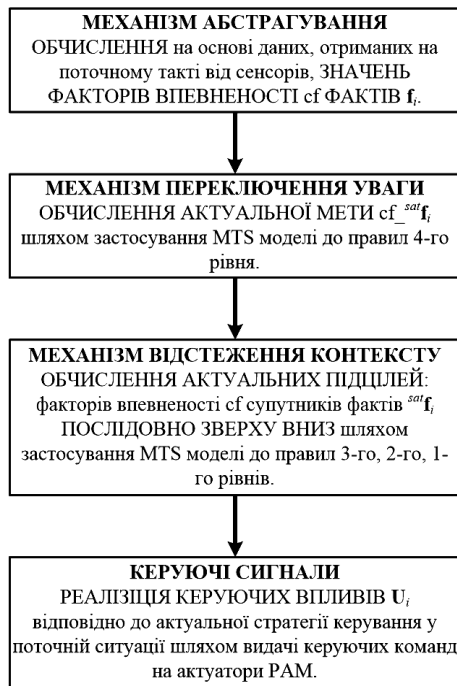 МЕХАНІЗМ АБСТРАГУВАННЯ
ОБЧИСЛЕННЯ на основі даних, отриманих на
поточному такті від сенсорів, ЗНАЧЕНЬ
ФАКТОРІВ ВПЕВНЕНОСТІ cf ФАКТІВ fi.
МЕХАНІЗМ ПЕРЕКЛЮЧЕННЯ УВАГИ
ОБЧИСЛЕННЯ АКТУАЛЬНОЇ МЕТИ cf_satfi
шляхом застосування MTS моделі до правил 4-го
рівня.
МЕХАНІЗМ ВІДСТЕЖЕННЯ КОНТЕКСТУ
ОБЧИСЛЕННЯ АКТУАЛЬНИХ ПІДЦІЛЕЙ:
факторів впевненості cf супутників фактів satfi
ПОСЛІДОВНО ЗВЕРХУ ВНИЗ шляхом
застосування MTS моделі до правил 3-го, 2-го, 1-
го рівнів.
КЕРУЮЧІ СИГНАЛИ
РЕАЛІЗІЦІЯ КЕРУЮЧИХ ВПЛИВІВ Ui
відповідно до актуальної стратегії керування у
поточній ситуації шляхом видачі керуючих команд
на актуатори РАМ.